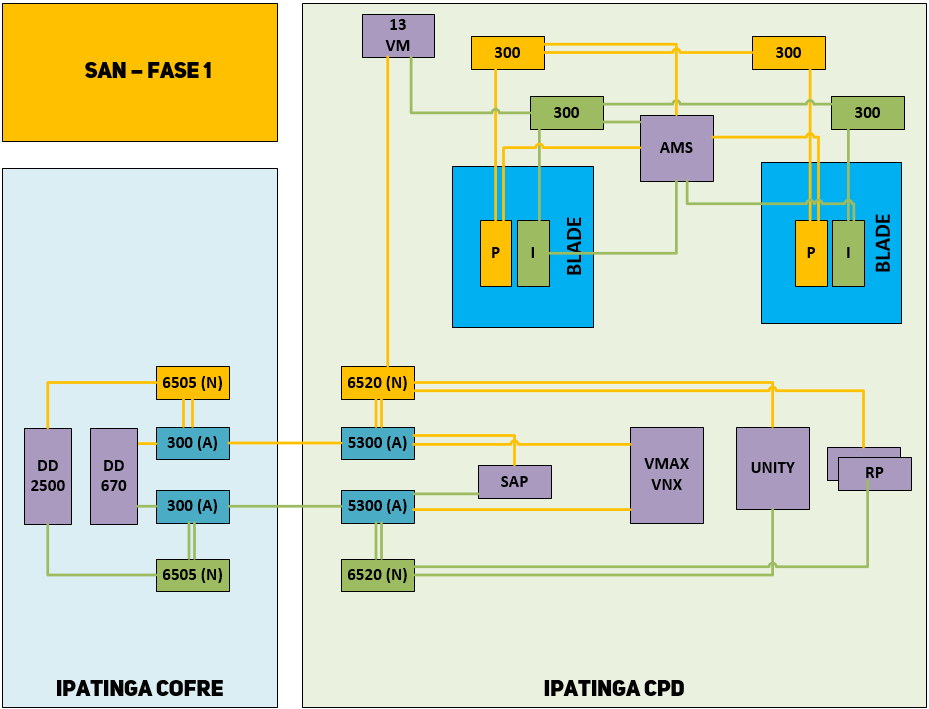 SAN – FASE 1
13
VM
300
300
300
300
AMS
P
I
BLADE
P
I
BLADE
6505 (N)
300 (A)
DD
2500
DD
670
300 (A)
6505 (N)
6520 (N)
5300 (A)
SAP
5300 (A)
6520 (N)
VMAX
VNX
UNITY
RP
IPATINGA COFRE
IPATINGA CPD